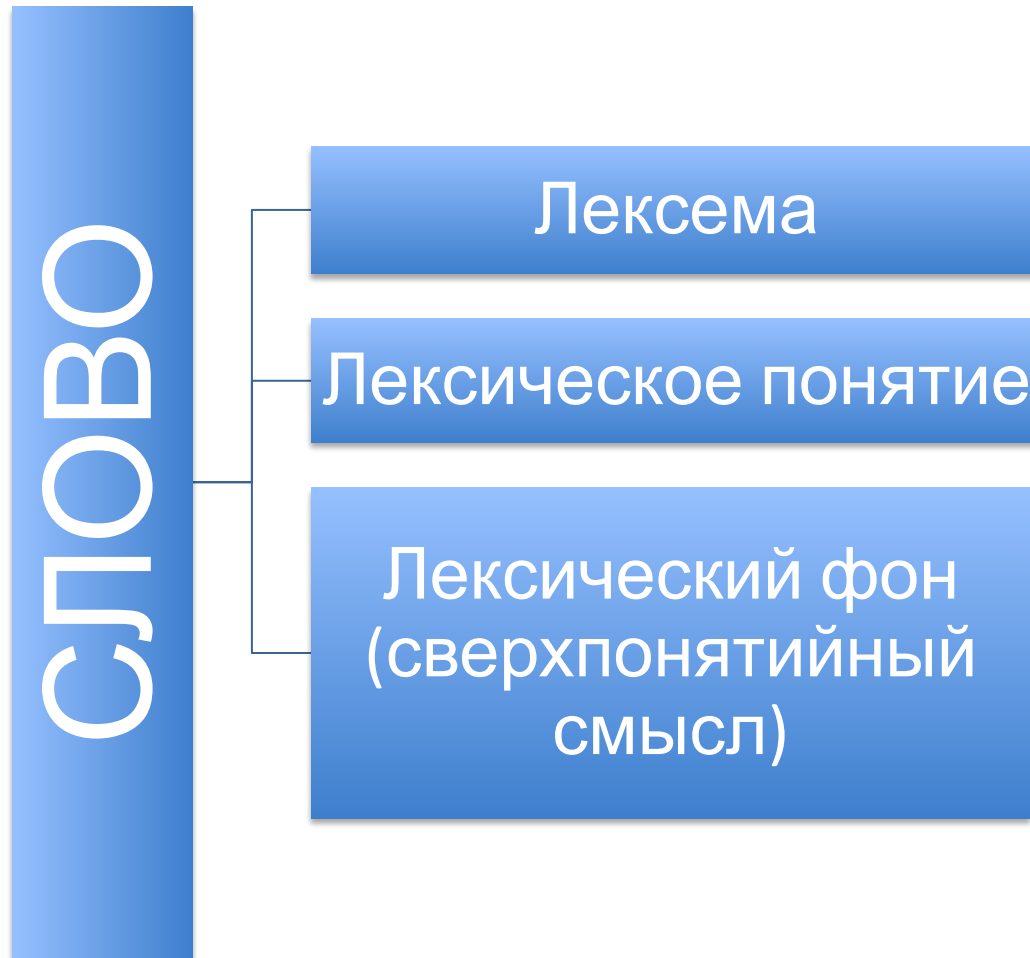 СЛОВО
Лексема
Лексическое понятие
Лексический фон
(сверхпонятийный
смысл)